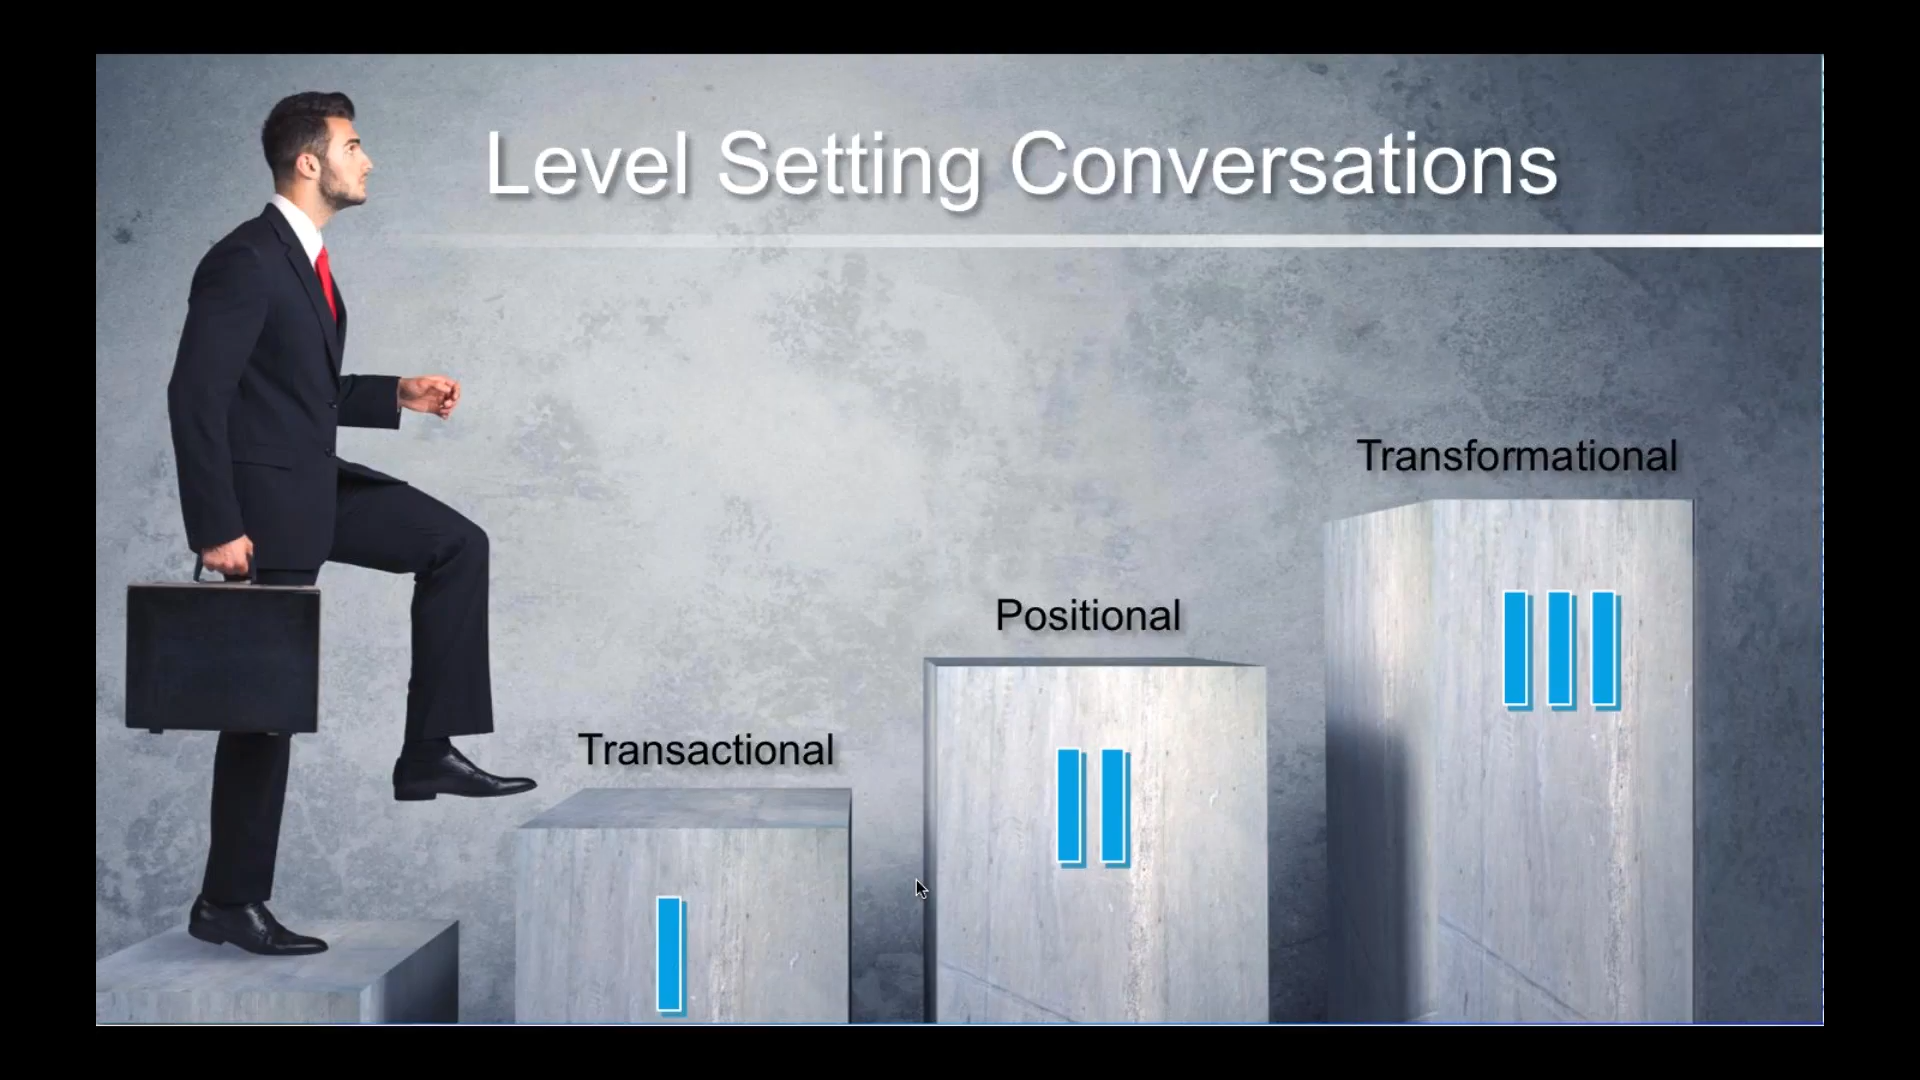 Level Setting Conversations
Transformational
III
Positional
II
Transactional
I